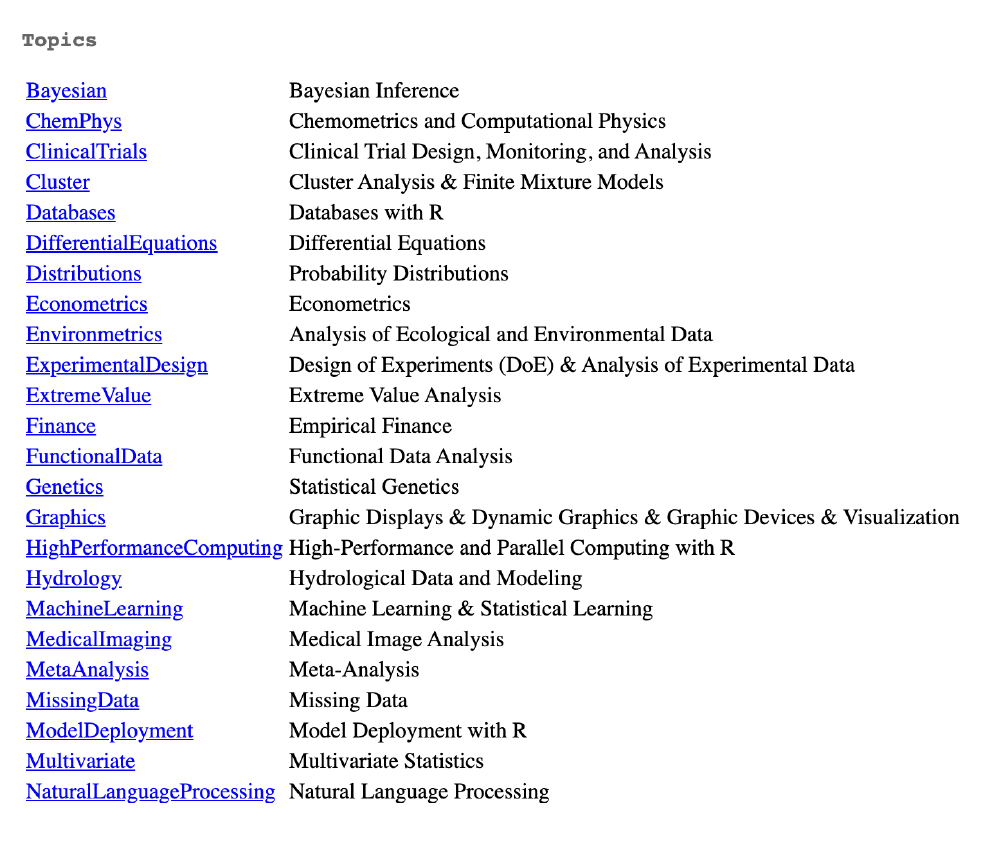 Topics
Bayesian Bayesian Inference
ChemPhys Chemometrics and Computational Physics
ClinicalTrials Clinical Trial Design, Monitoring, and Analysis
Cluster Cluster Analysis & Finite Mixture Models
Databases Databases with R
DifferentialEquations Differential Equations
Distributions Probability Distributions
Econometrics Econometrics
Environmetrics Analysis of Ecological and Environmental Data
ExperimentalDesign Design of Experiments (DoE) & Analysis of Experimental Data
ExtremeValue Extreme Value Analysis
Finance Empirical Finance
FunctionalData Functional Data Analysis
Genetics Statistical Genetics
Graphics Graphic Displays & Dynamic Graphics & Graphic Devices & Visualization
HighPerformanceComputing High-Performance and Parallel Computing with R
Hydrology Hydrological Data and Modeling
MachineLearning Machine Learning & Statistical Learning
MedicalImaging Medical Image Analysis
MetaAnalysis Meta-Analysis
MissingData Missing Data
ModelDeployment Model Deployment with R
Multivariate Multivariate Statistics
NaturalLanguageProcessing Natural Language Processing